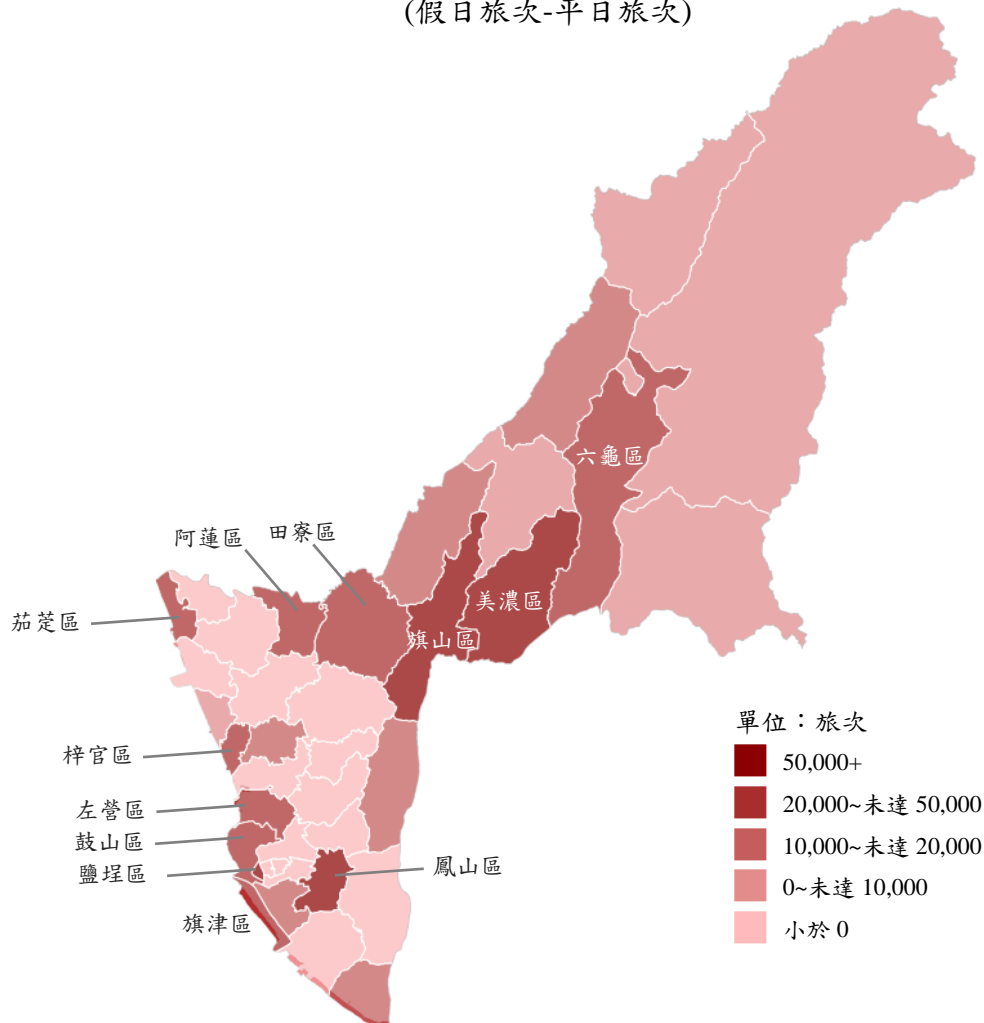 (假日旅次-平日旅次)
六龜區
田寮區
阿蓮區
美濃區
茄萣區
旗山區
單位：旅次
梓官區
50,000+
左營區
20,000~未達 50,000
鼓山區
10,000~未達 20,000
鹽埕區
鳳山區
0~未達 10,000
旗津區
小於 0